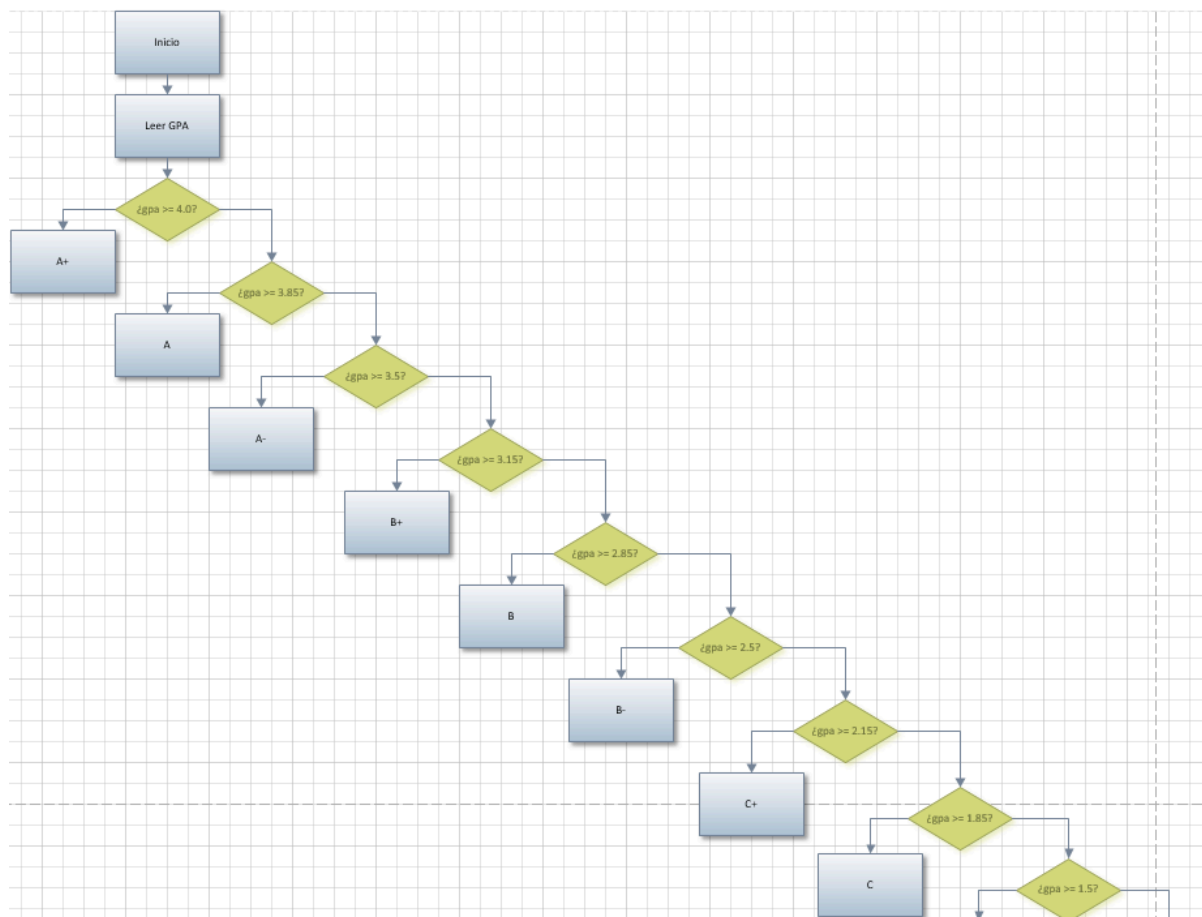 Inicio
Leer GPA
¿gpa >= 4.0?
A+
¿gpa >= 3.85?
A
¿gpa >= 3.5?
A-
¿gpa >= 3.15?
B+
¿gpa >= 2.85?
B
¿gpa >= 2.5?
B-
¿gpa >= 2.15?
C+
¿gpa >= 1.85?
C
¿gpa >= 1.5?